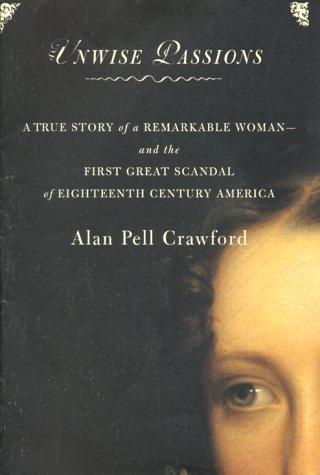 Unwise Passions
A TRUE STORY of a REMARKABLE WOMAN—
and the
FIRST GREAT SCANDAL
of EIGHTEENTH CENTURY AMERICA
Alan Pell Crawford